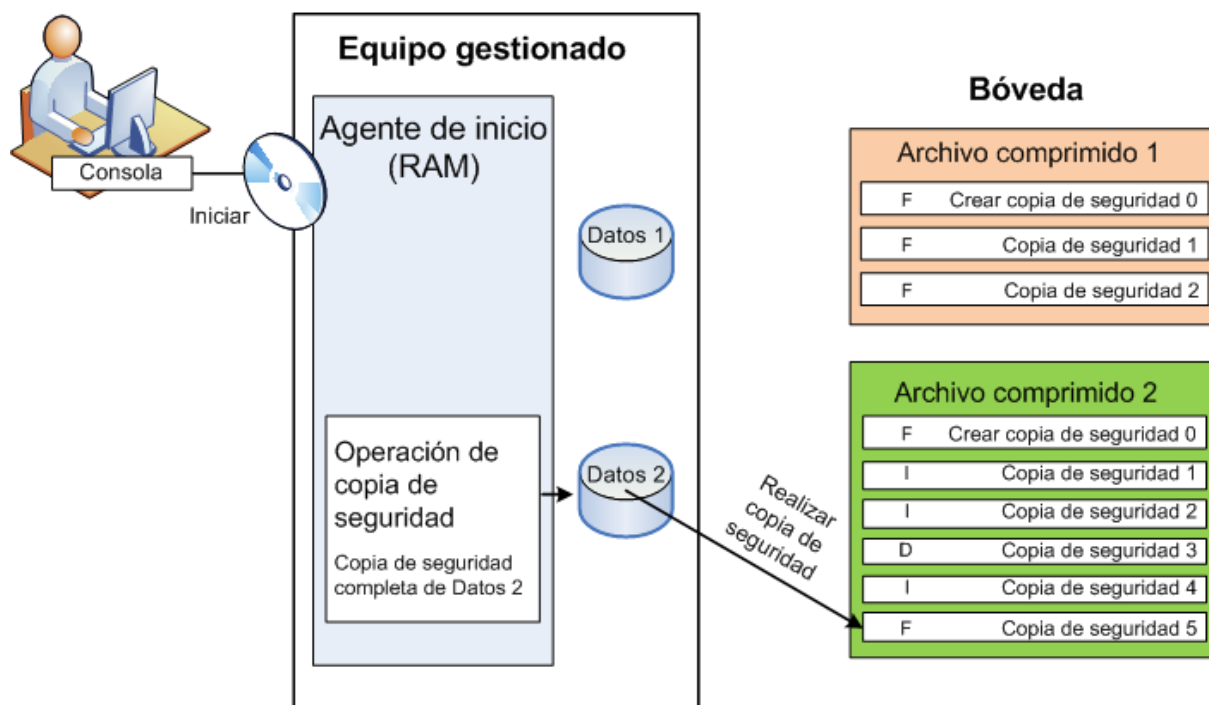 Consola
Iniciar
Equipo gestionado
Agente de inicio
(RAM)
Datos 1
Operación de
copia de
seguridad
Copia de seguridad
completa de Datos 2
Datos 2
Realizar
copia de
seguridad
Bóveda
Archivo comprimido 1
F Crear copia de seguridad 0
F Copia de seguridad 1
F Copia de seguridad 2
Archivo comprimido 2
F Crear copia de seguridad 0
I Copia de seguridad 1
I Copia de seguridad 2
D Copia de seguridad 3
I Copia de seguridad 4
F Copia de seguridad 5